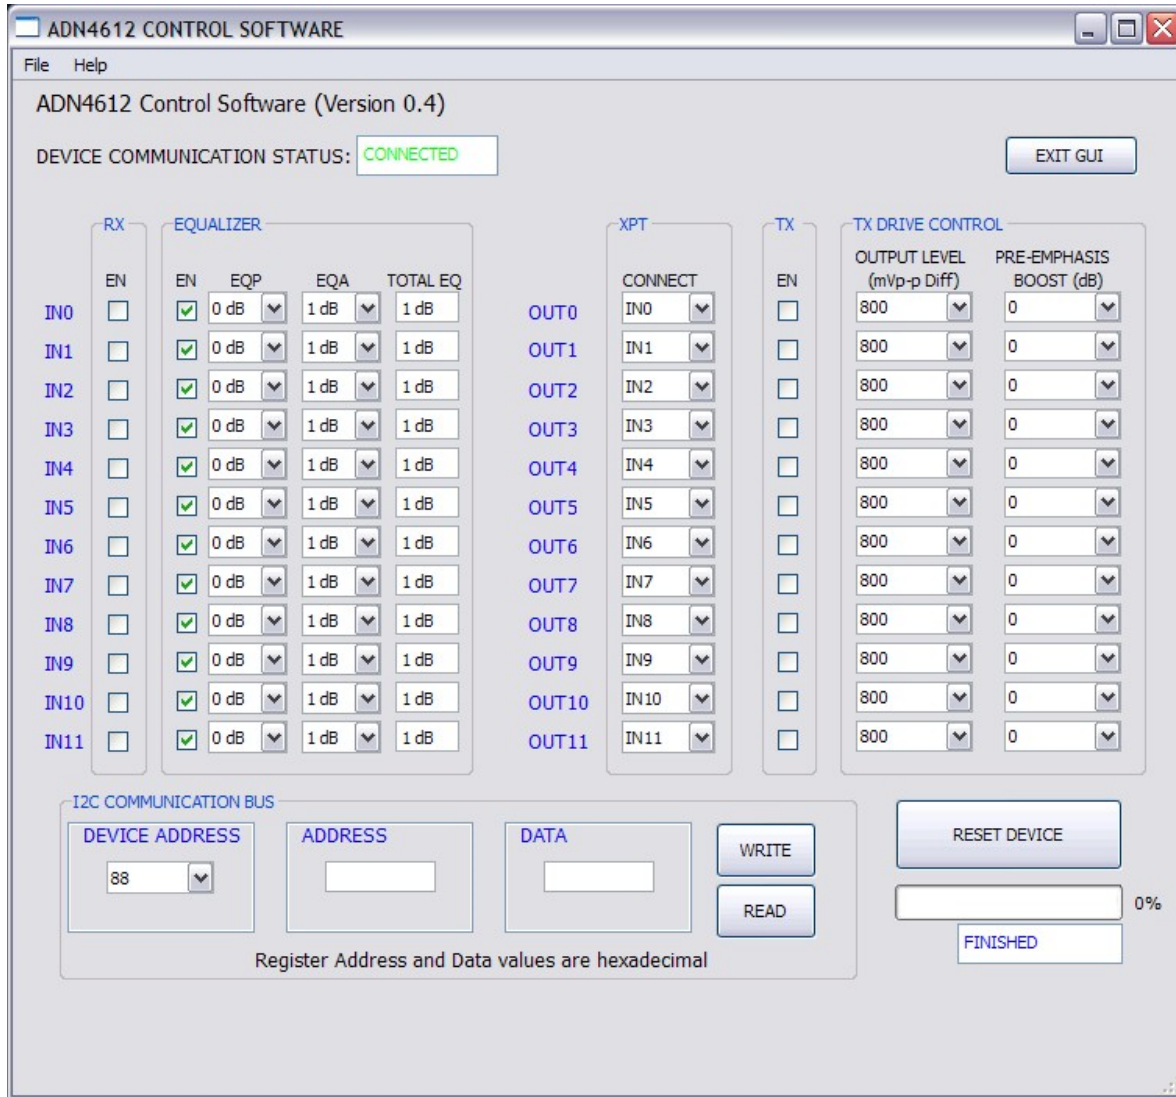 ADN4612 CONTROL SOFTWARE
File Help
ADN4612 Control Software (Version 0.4)
DEVICE COMMUNICATION STATUS: CONNECTED
EXIT GUI
RX EQUALIZER XPT TX TX DRIVE CONTROL
OUTPUT LEVEL PRE-EMPHASIS
EN EN EQP EQA TOTAL EQ CONNECT EN (mVp-p Diff) BOOST (dB)
IN0 0 dB 1 dB 1 dB OUT0 IN0 800 0
IN1 0 dB 1 dB 1 dB OUT1 IN1 800 0
IN2 0 dB 1 dB 1 dB OUT2 IN2 800 0
IN3 0 dB 1 dB 1 dB OUT3 IN3 800 0
IN4 0 dB 1 dB 1 dB OUT4 IN4 800 0
IN5 0 dB 1 dB 1 dB OUT5 IN5 800 0
IN6 0 dB 1 dB 1 dB OUT6 IN6 800 0
IN7 0 dB 1 dB 1 dB OUT7 IN7 800 0
IN8 0 dB 1 dB 1 dB OUT8 IN8 800 0
IN9 0 dB 1 dB 1 dB OUT9 IN9 800 0
IN10 0 dB 1 dB 1 dB OUT10 IN10 800 0
IN11 0 dB 1 dB 1 dB OUT11 IN11 800 0
I2C COMMUNICATION BUS
DEVICE ADDRESS ADDRESS DATA
88
WRITE
READ
Register Address and Data values are hexadecimal
RESET DEVICE
0%
FINISHED